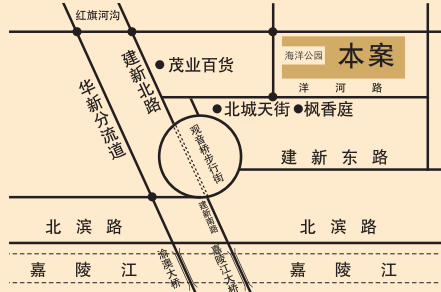 红旗河沟
海洋公园
本案
建新北路
茂业百货
华新分流道
洋河路
北城天街
枫香庭
观音桥步行街
建新东路
建新南路
北滨路
北滨路
渝澳大桥
嘉陵江大桥
嘉陵江
嘉陵江